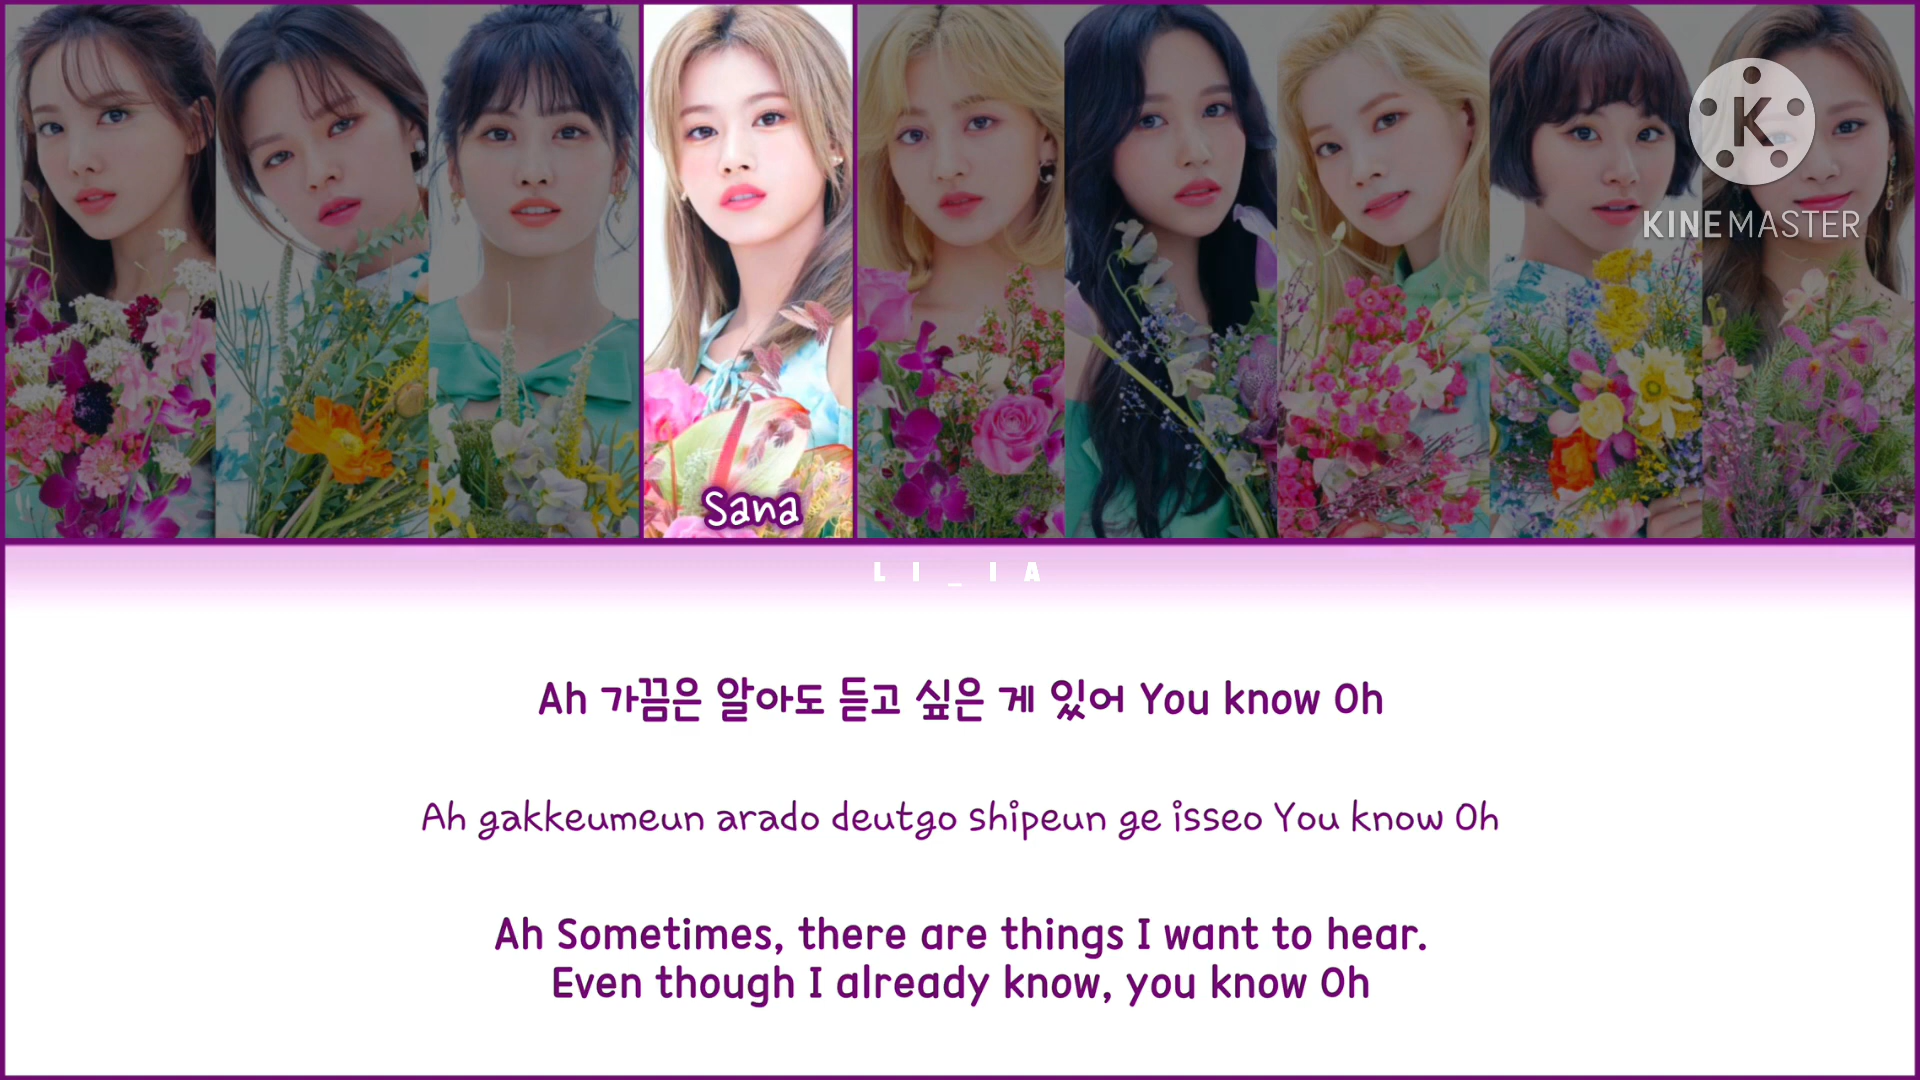 K
KINEMASTER
Sana
LI_IA
Ah 가끔은 알아도 듣고 싶은 게 있어 You know Oh
Ah gakkeumeun arado deutgo shipeun ge isseo You know Oh
Ah Sometimes, there are things I want to hear.
Even though I already know, you know Oh